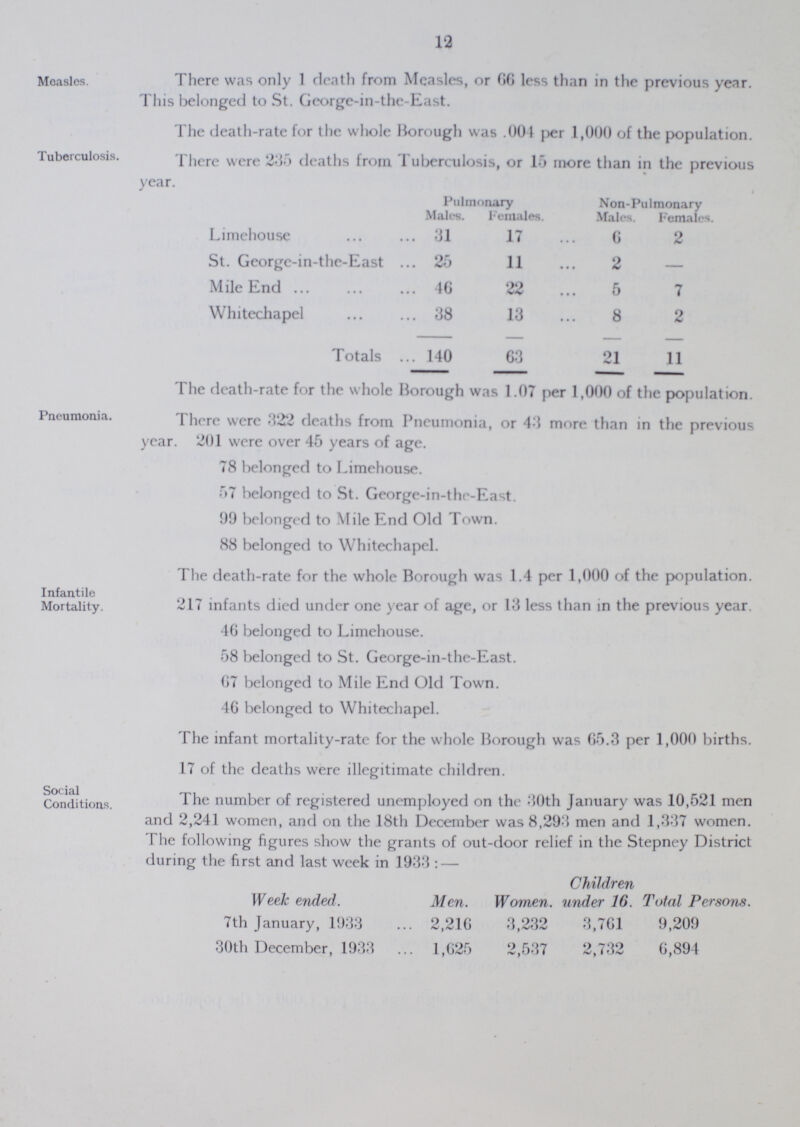 12
Measles.
There was only 1 death from Measles, or 66 less than in the previous year.
This belonged to St. George-in-the-East.
The death-rate for the whole Borough was .004 per 1,000 of the population.
Tuberculosis.
There were 235 deaths from Tuberculosis, or 15 more than in the previous
year.
Pulmonary Non-Pulmonary
Males. Females. Males. Females.
Limehouse ... ... 31 17 ... 6 2
St. George-in-the-East ... 25 11 ... 2 —
Mile End ... ... ... 46 22 ... 5 7
Whitechapel ... ... 38 13 ... 8 2
Totals ... 140 63 21 11
The death-rate for the whole Borough was 1.07 per 1,000 of the population.
Pneumonia.
There were 322 deaths from Pneumonia, or 43 more than in the previous
year. 201 were over 45 years of age.
78 belonged to Limehouse.
57 belonged to St. George-in-the-East.
99 belonged to Mile End Old Town.
88 belonged to Whitechapel.
The death-rate for the whole Borough was 1.4 per 1,000 of the population.
Infantile
Mortality.
217 infants died under one year of age, or 13 less than in the previous year.
46 belonged to Limehouse.
58 belonged to St. George-in-the-East.
67 belonged to Mile End Old Town.
46 belonged to Whitechapel.
The infant mortality-rate for the whole Borough was 65.3 per 1,000 births.
17 of the deaths were illegitimate children.
Social
Conditions.
The number of registered unemployed on the 30th January was 10,521 men
and 2,241 women, and on the 18th December was 8,293 men and 1,337 women.
The following figures show the grants of out-door relief in the Stepney District
during the first and last week in 1933 :—
Children
Week ended. Men. Women. under 16. Total Persons.
7th January, 1933 ... 2,216 3,232 3,761 9,209
30th December, 1933 ... 1,625 2,537 2,732 6,894